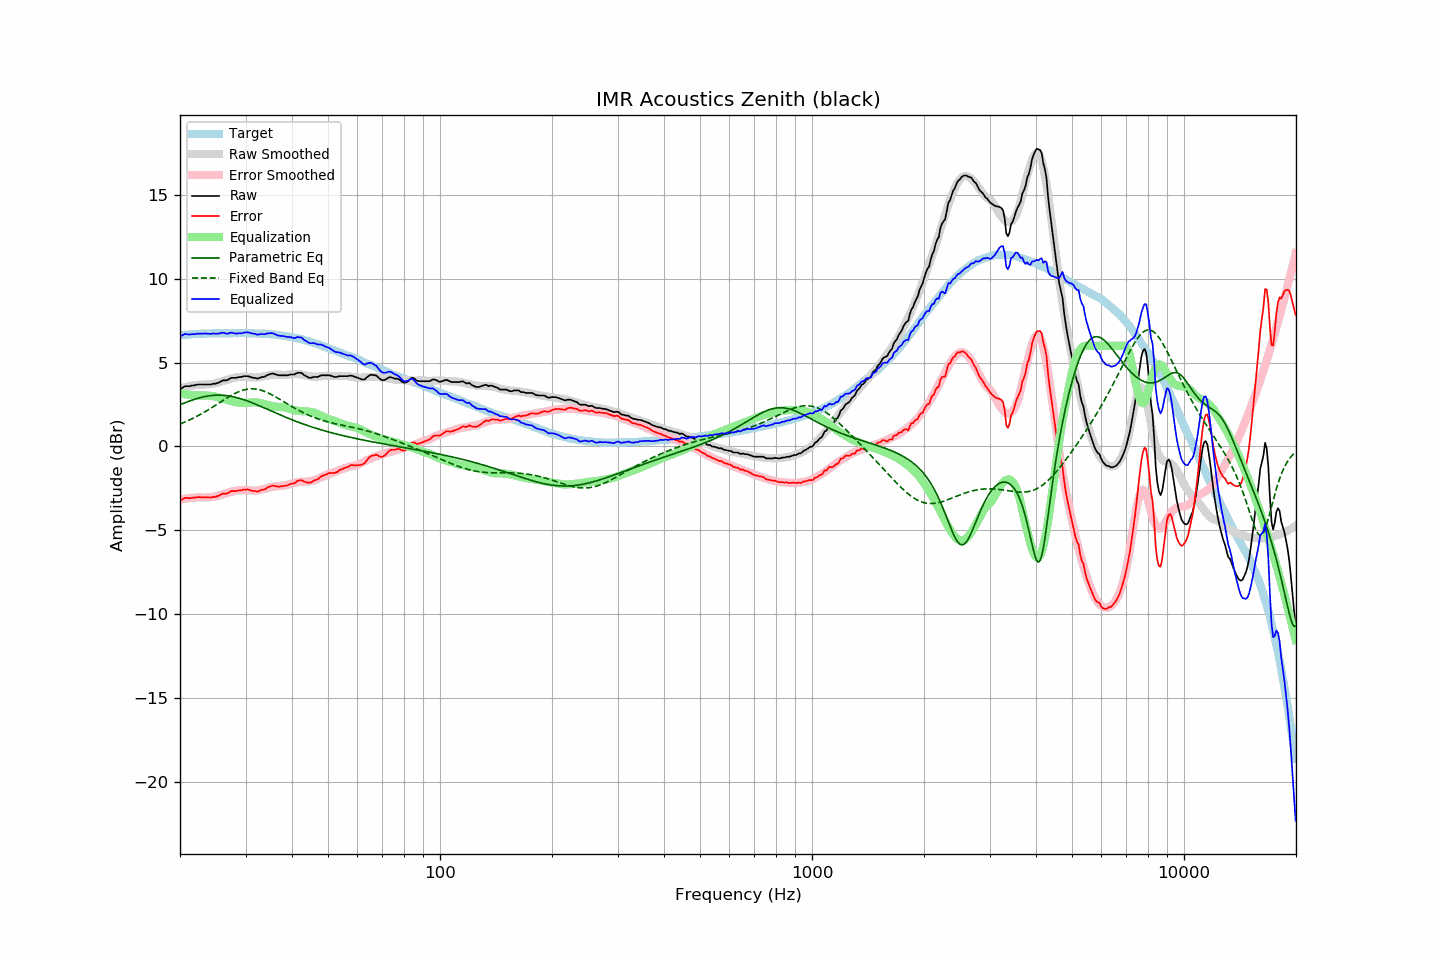 IMR Acoustics Zenith (black)
Target
Raw Smoothed
Error Smoothed
Raw
Error
Equalization
Parametric Eq
Fixed Band Eq
Equalized
Amplitude (dBr)
15
10
5
0
−5
−10
−15
−20
100
1000
10000
Frequency (Hz)